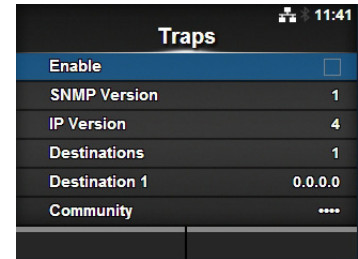 11:41
Traps
Enable
SNMP Version 1
IP Version 4
Destinations 1
Destination 1 0.0.0.0
Community ••••